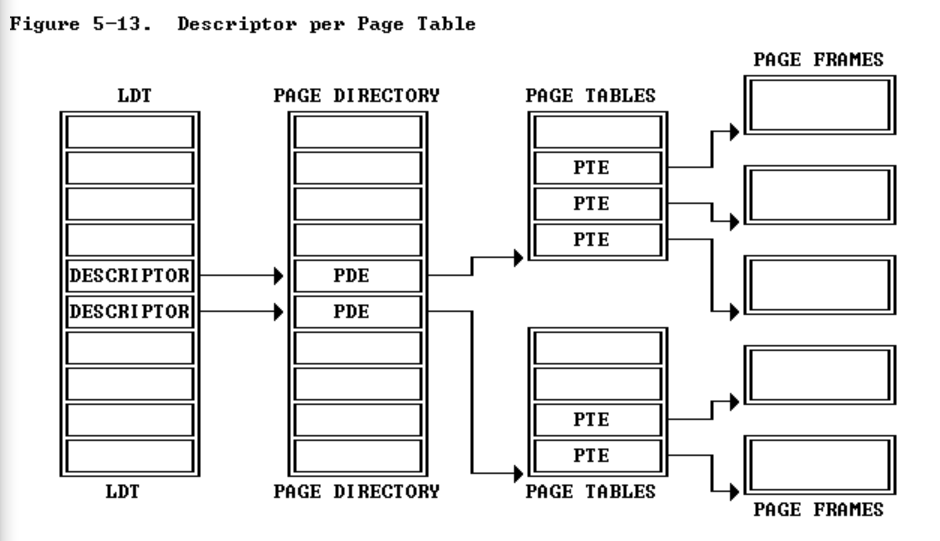 Figure 5-13.  Descriptor per Page Table
PAGE FRAMES
LDT
PAGE DIRECTORY
PAGE TABLES
PTE
PTE
PTE
DESCRIPTOR
PDE
DESCRIPTOR
PDE
PTE
PTE
LDT
PAGE DIRECTORY
PAGE TABLES
PAGE FRAMES